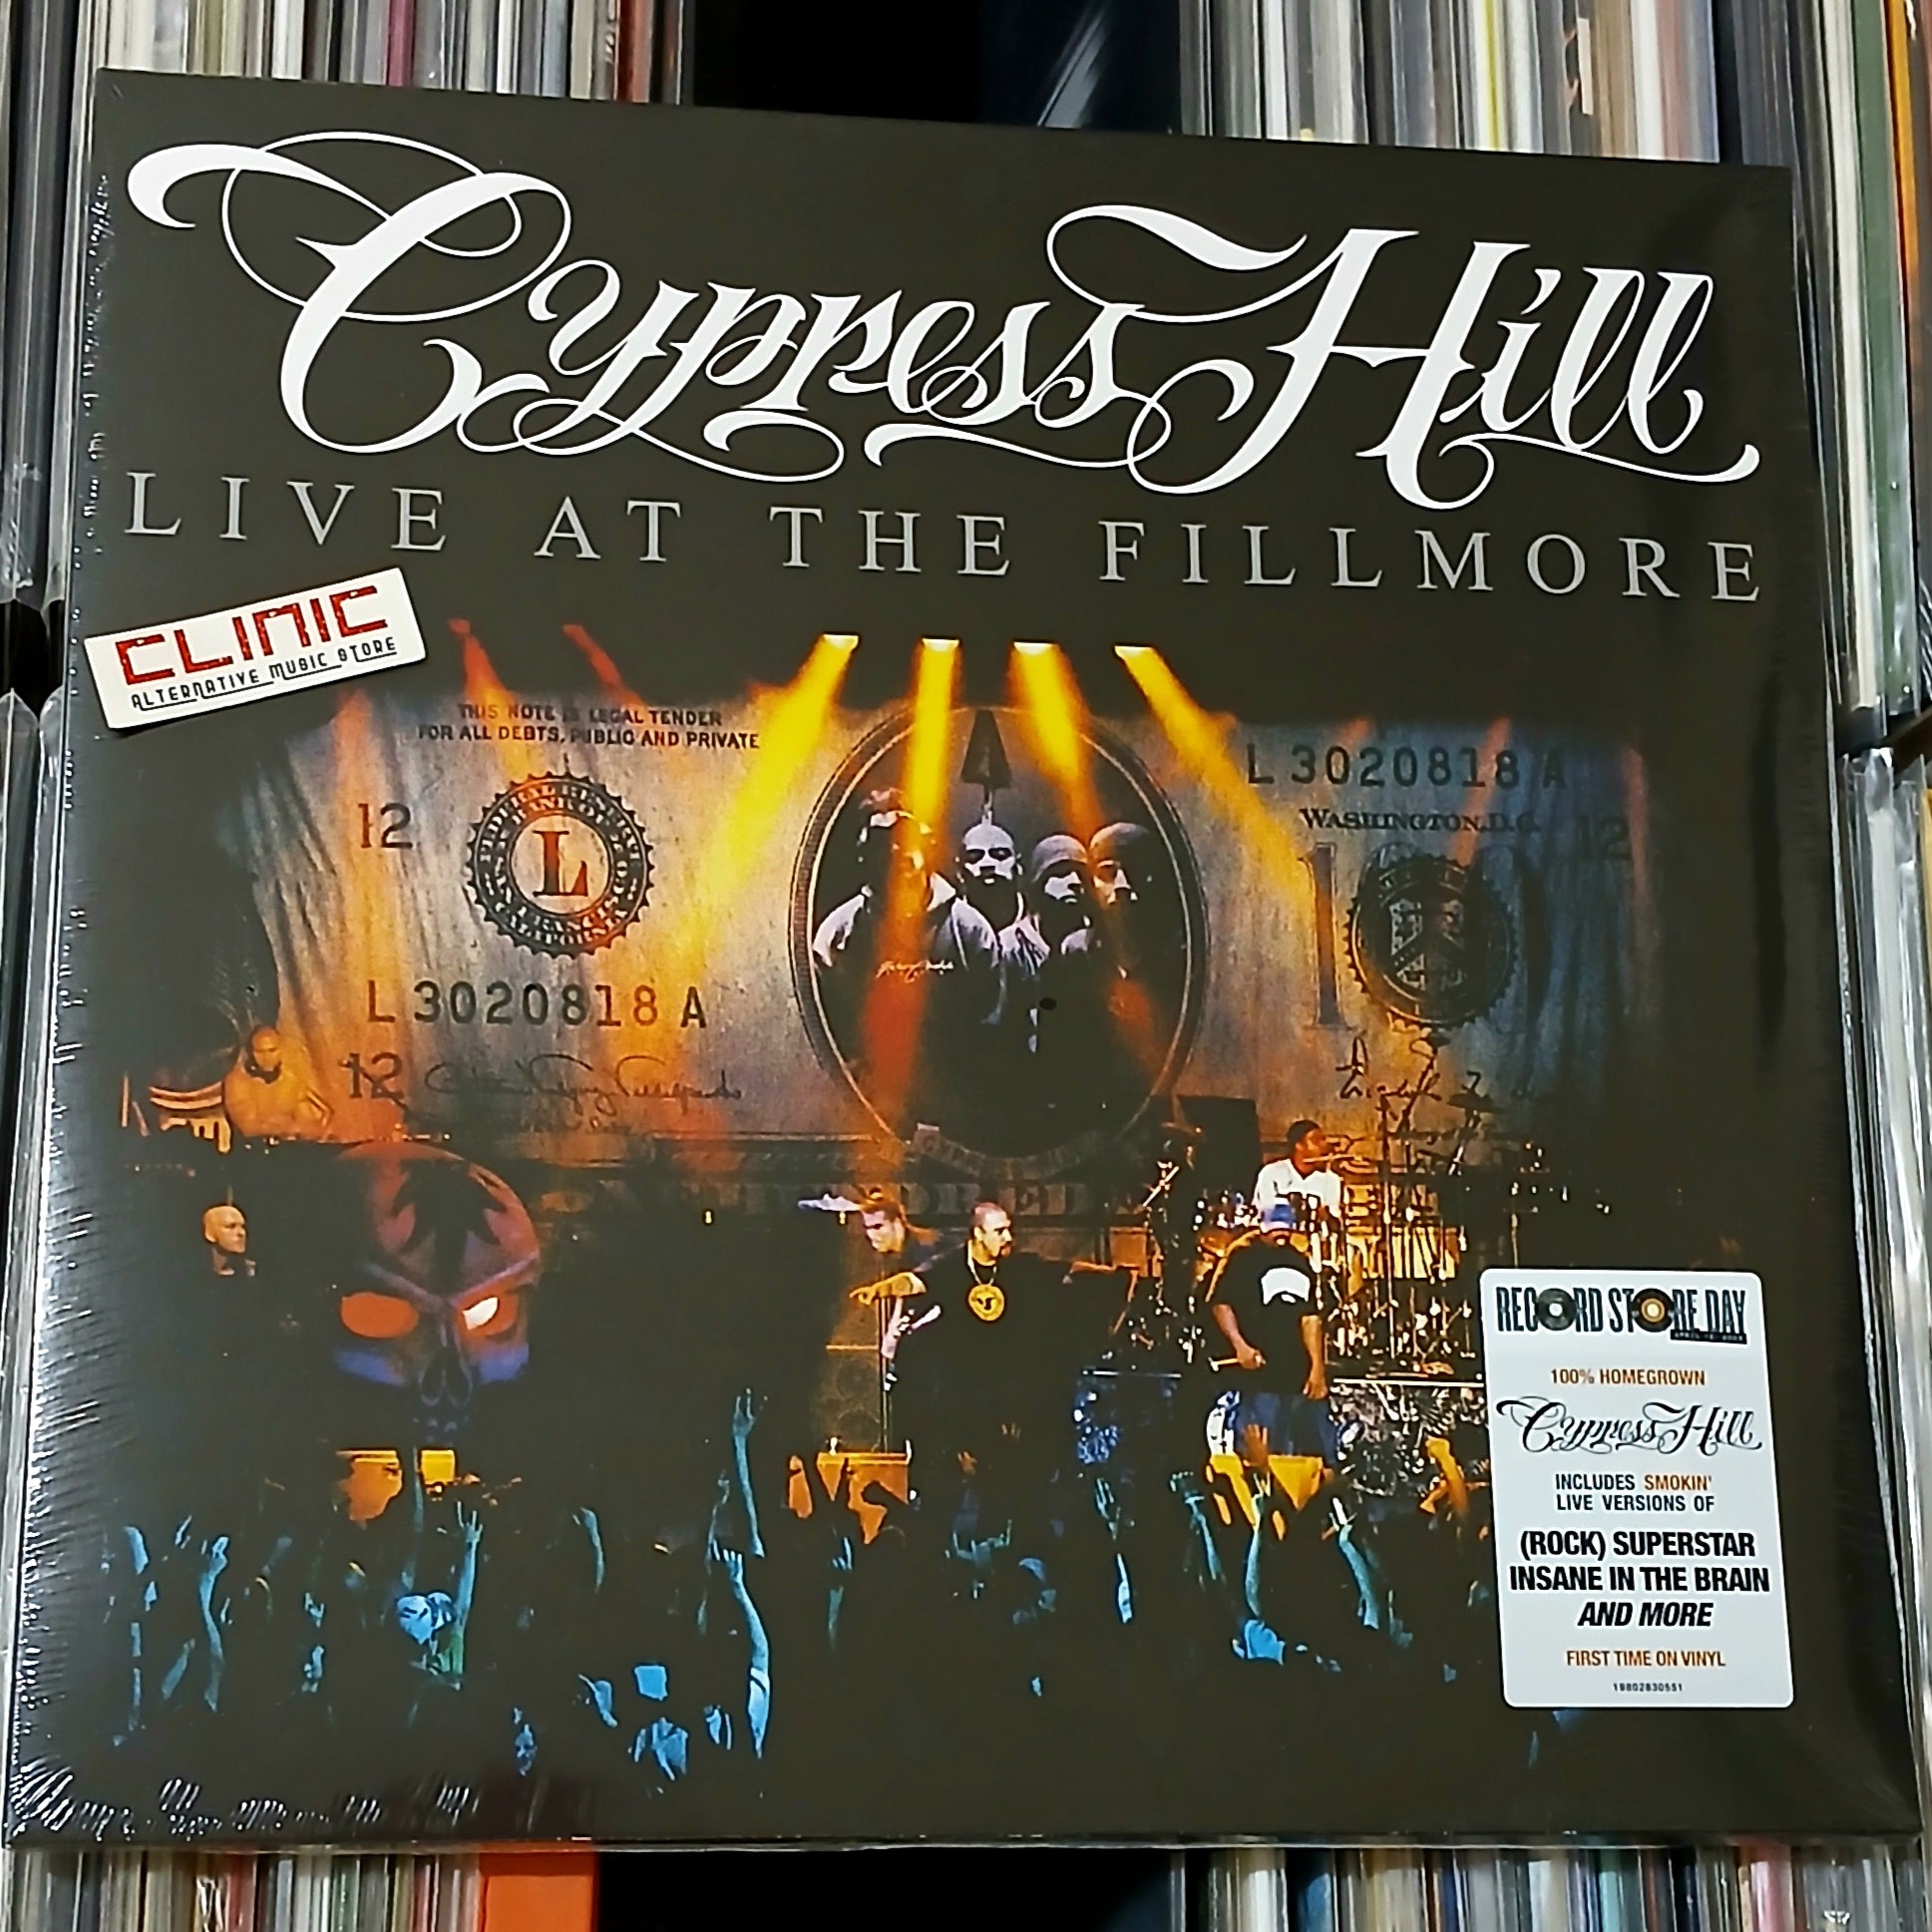 Cypress Hill
LIVE AT THE FILLMORE
CLINIC
ALTERNATIVE MUSIC STORE
THIS NOTE IS LEGAL TENDER
FOR ALL DEBTS, PUBLIC AND PRIVATE
L 3020818 A
WASHINGTON, D.C.
12
12
L
100
L 3020818 A
12
RECORD STORE DAY
100% HOMEGROWN
Cypress Hill
INCLUDES SMOKIN'
LIVE VERSIONS OF
(ROCK) SUPERSTAR
INSANE IN THE BRAIN
AND MORE
FIRST TIME ON VINYL
19802830551